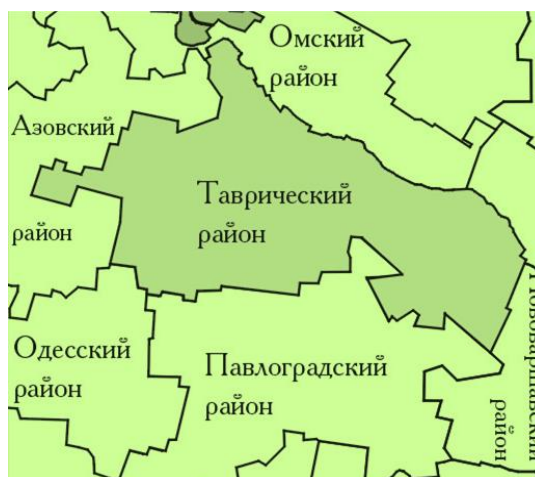 Омский
район
Азовский
район
Таврический
район
Нововаршавский
район
Одесский
район
Павлоградский
район